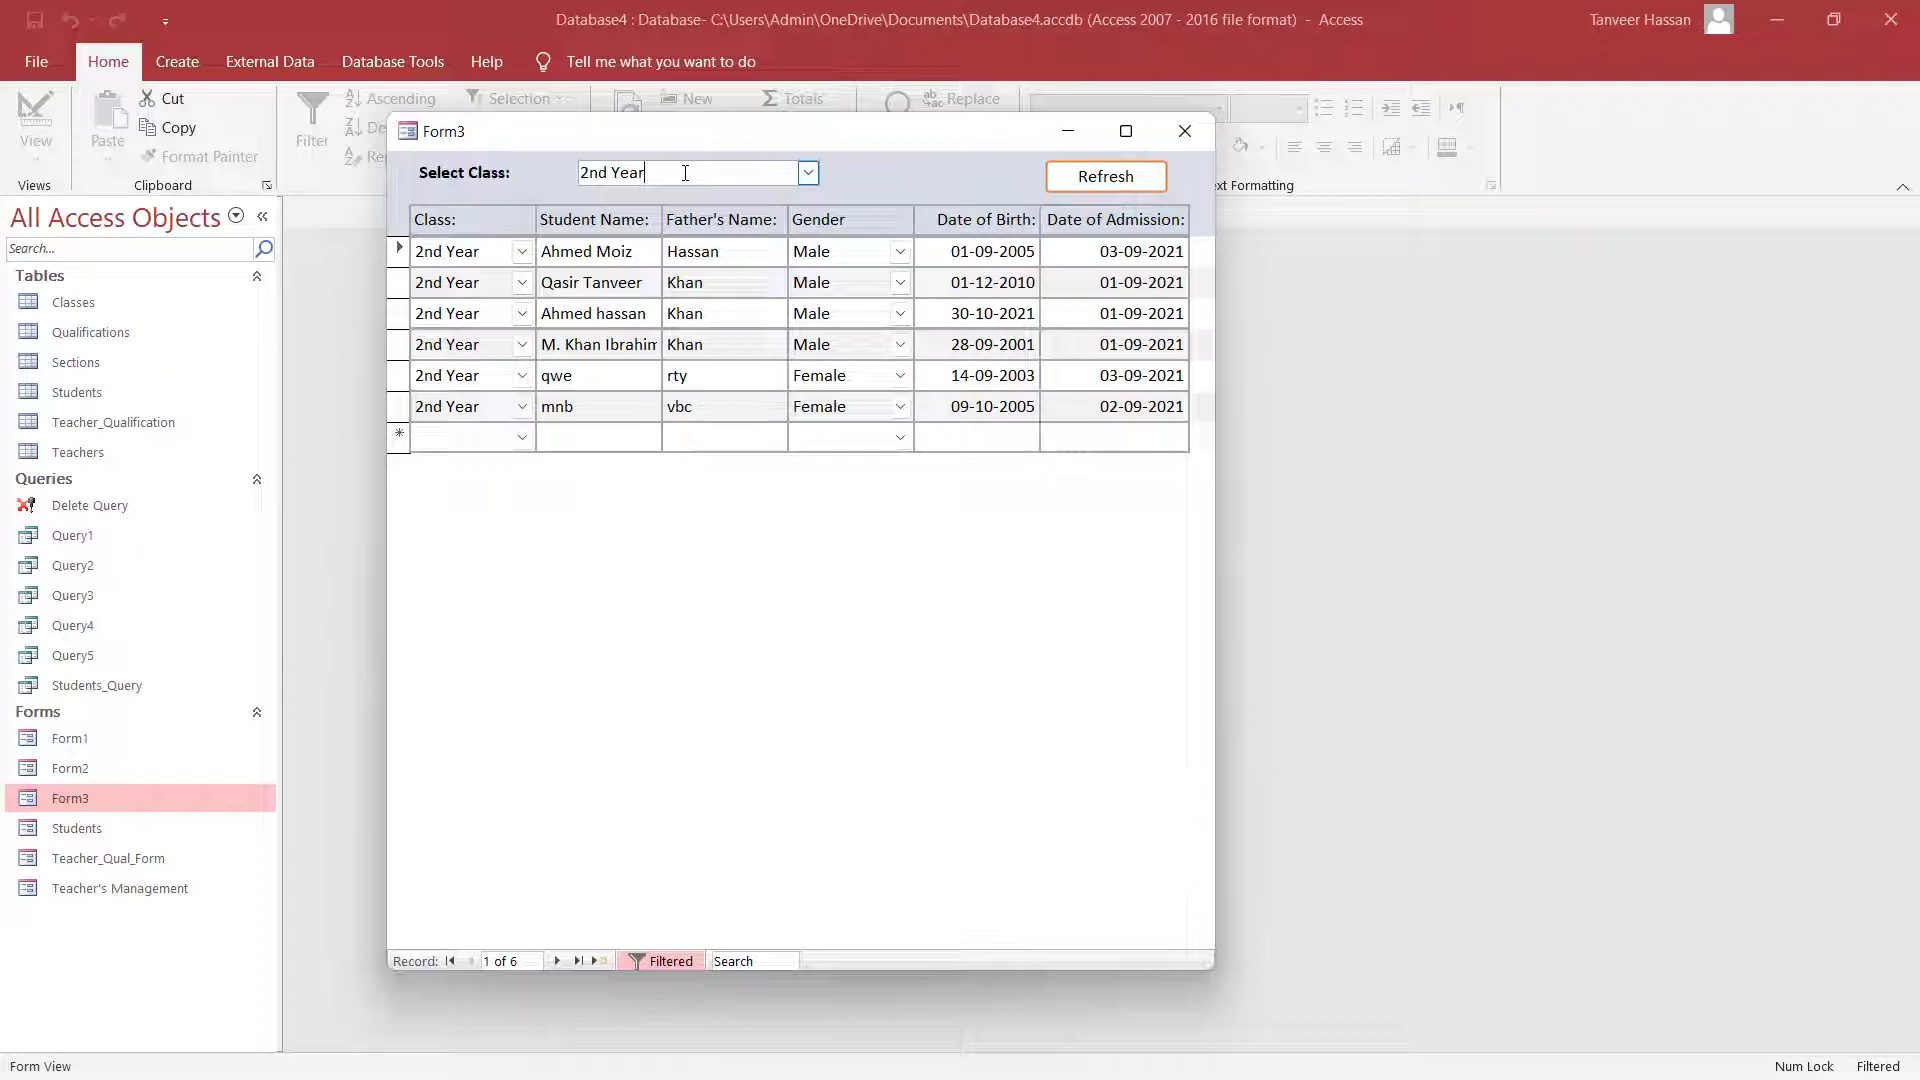 Database4 : Database- C:\Users\Admin\OneDrive\Documents\Database4.accdb (Access 2007 - 2016 file format) - Access
Tanveer Hassan
File Home Create External Data Database Tools Help Tell me what you want to do
View
Views
Paste
Cut
Copy
Format Painter
Clipboard
Filter
Ascending
Selection
New
Totals
Replace
Text Formatting
All Access Objects
Search...
Tables
Classes
Qualifications
Sections
Students
Teacher_Qualification
Teachers
Queries
Delete Query
Query1
Query2
Query3
Query4
Query5
Students_Query
Forms
Form1
Form2
Form3
Students
Teacher_Qual_Form
Teacher's Management
Form3
Select Class: 2nd Year Refresh
Class: Student Name: Father's Name: Gender Date of Birth: Date of Admission:
2nd Year Ahmed Moiz Hassan Male 01-09-2005 03-09-2021
2nd Year Qasir Tanveer Khan Male 01-12-2010 01-09-2021
2nd Year Ahmed hassan Khan Male 30-10-2021 01-09-2021
2nd Year M. Khan Ibrahim Khan Male 28-09-2001 01-09-2021
2nd Year qwe rty Female 14-09-2003 03-09-2021
2nd Year mnb vbc Female 09-10-2005 02-09-2021
Record: 1 of 6 Filtered Search
Form View
Num Lock Filtered